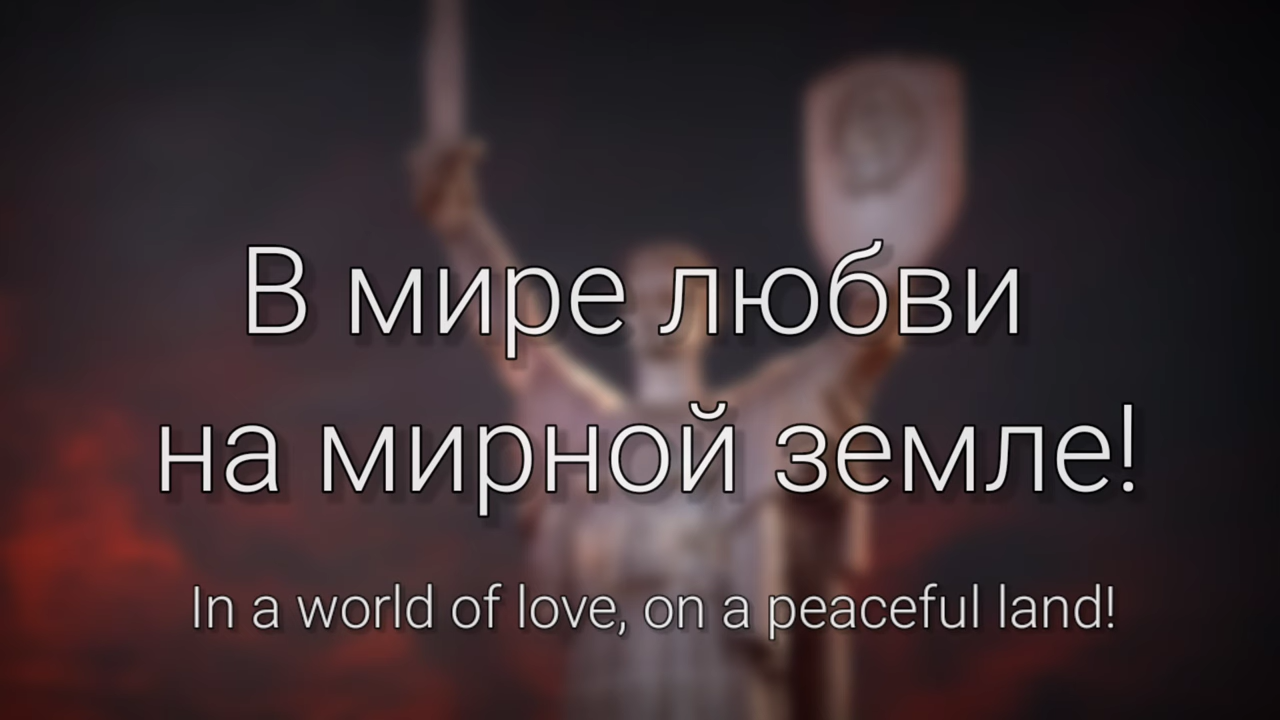 В мире любви
на мирной земле!
In a world of love, on a peaceful land!